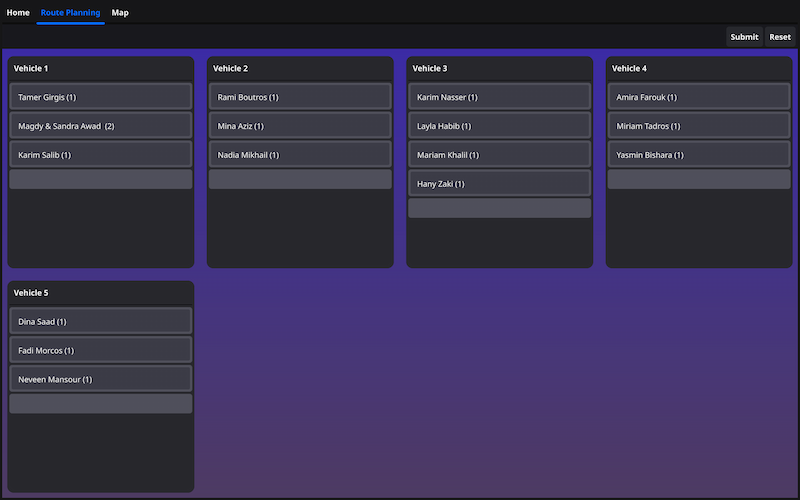 Home Route Planning Map
Submit Reset
Vehicle 1
Tamer Girgis (1)
Magdy & Sandra Awad (2)
Karim Salib (1)
Vehicle 2
Rami Boutros (1)
Mina Aziz (1)
Nadia Mikhail (1)
Vehicle 3
Karim Nasser (1)
Layla Habib (1)
Mariam Khalil (1)
Hany Zaki (1)
Vehicle 4
Amira Farouk (1)
Miriam Tadros (1)
Yasmin Bishara (1)
Vehicle 5
Dina Saad (1)
Fadi Morcos (1)
Neveen Mansour (1)